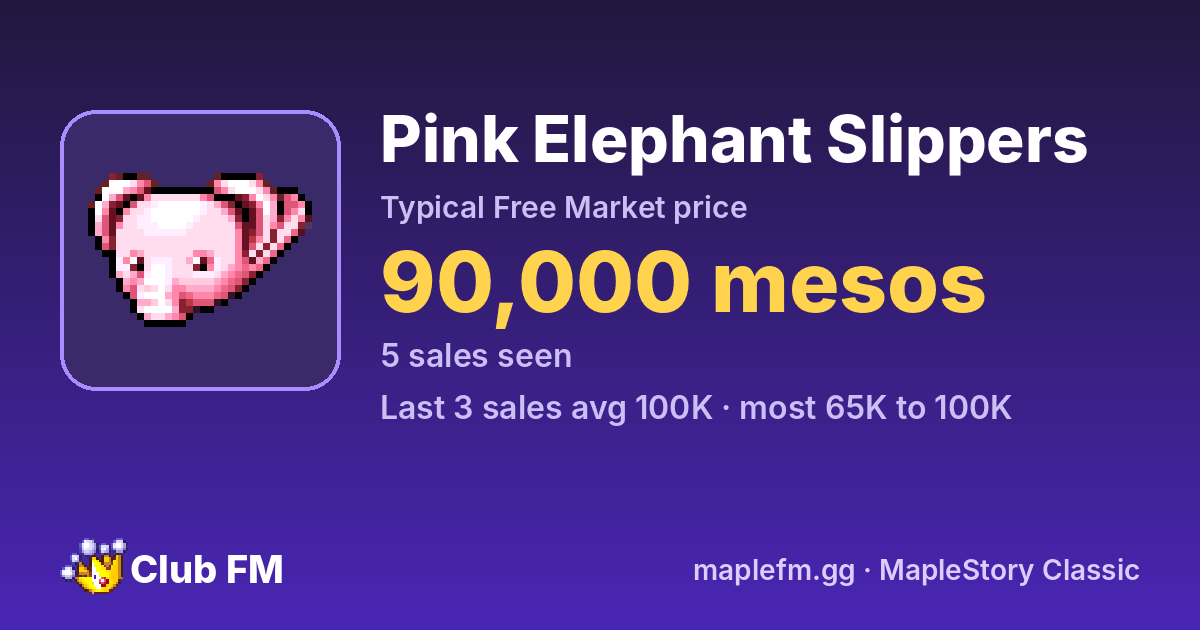 Pink Elephant Slippers
Typical Free Market price
90,000 mesos
5 sales seen
Last 3 sales avg 100K · most 65K to 100K
Club FM
maplefm.gg · MapleStory Classic